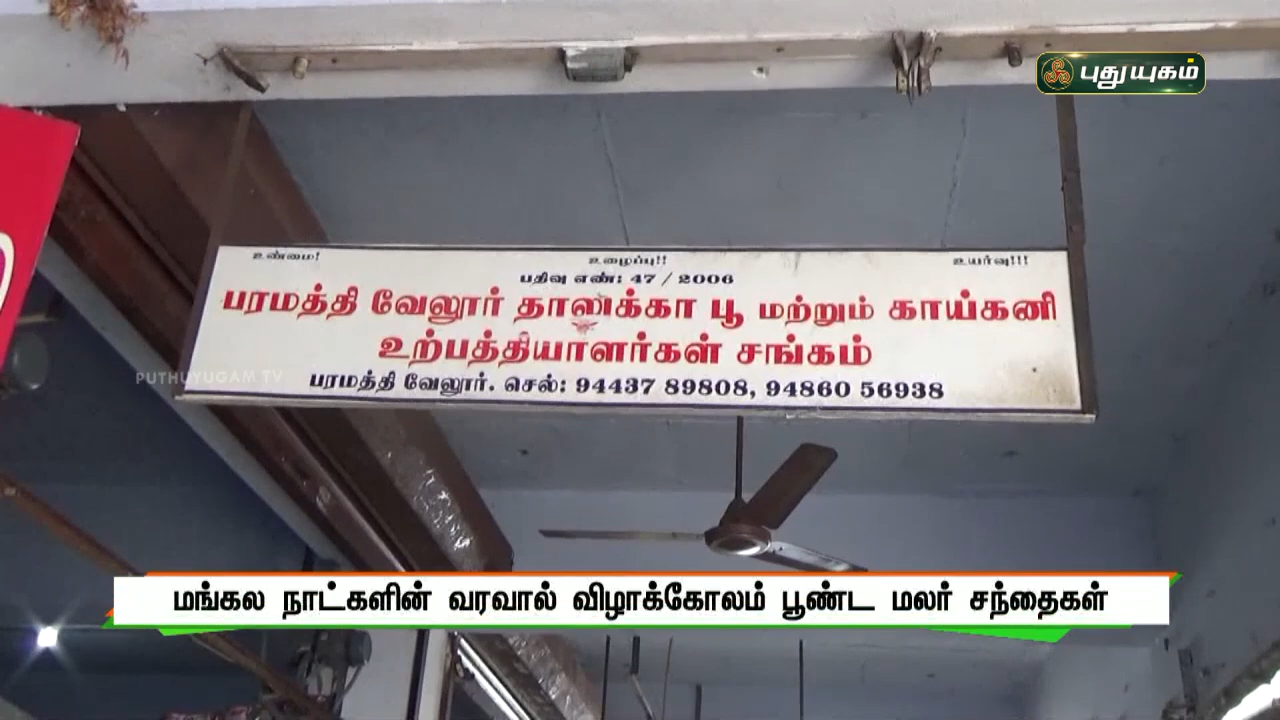 புதுயுகம்
உண்மை! உழைப்பு!! உயர்வு!!!
பதிவு எண்: 47 / 2006
பரமத்தி வேலூர் தாலுக்கா பூ மற்றும் காய்கனி
உற்பத்தியாளர்கள் சங்கம்
PUTHUYUGAM TV
பரமத்தி வேலூர். செல்: 94437 89808, 94860 56938
மங்கல நாட்களின் வரவால் விழாக்கோலம் பூண்ட மலர் சந்தைகள்